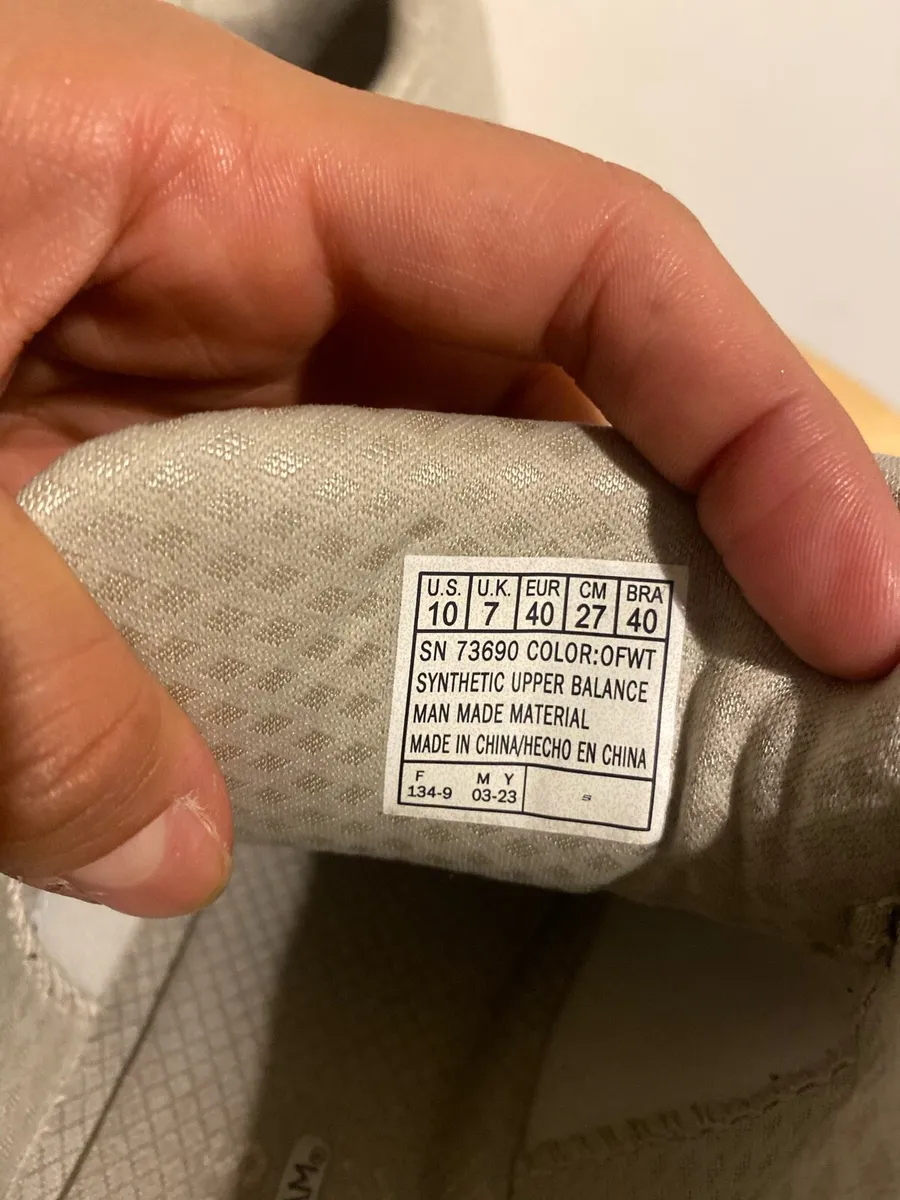 U.S. U.K. EUR CM BRA
10 7 40 27 40
SN 73690 COLOR:OFWT
SYNTHETIC UPPER BALANCE
MAN MADE MATERIAL
MADE IN CHINA/HECHO EN CHINA
F M Y
134-9 03-23
S
AM®